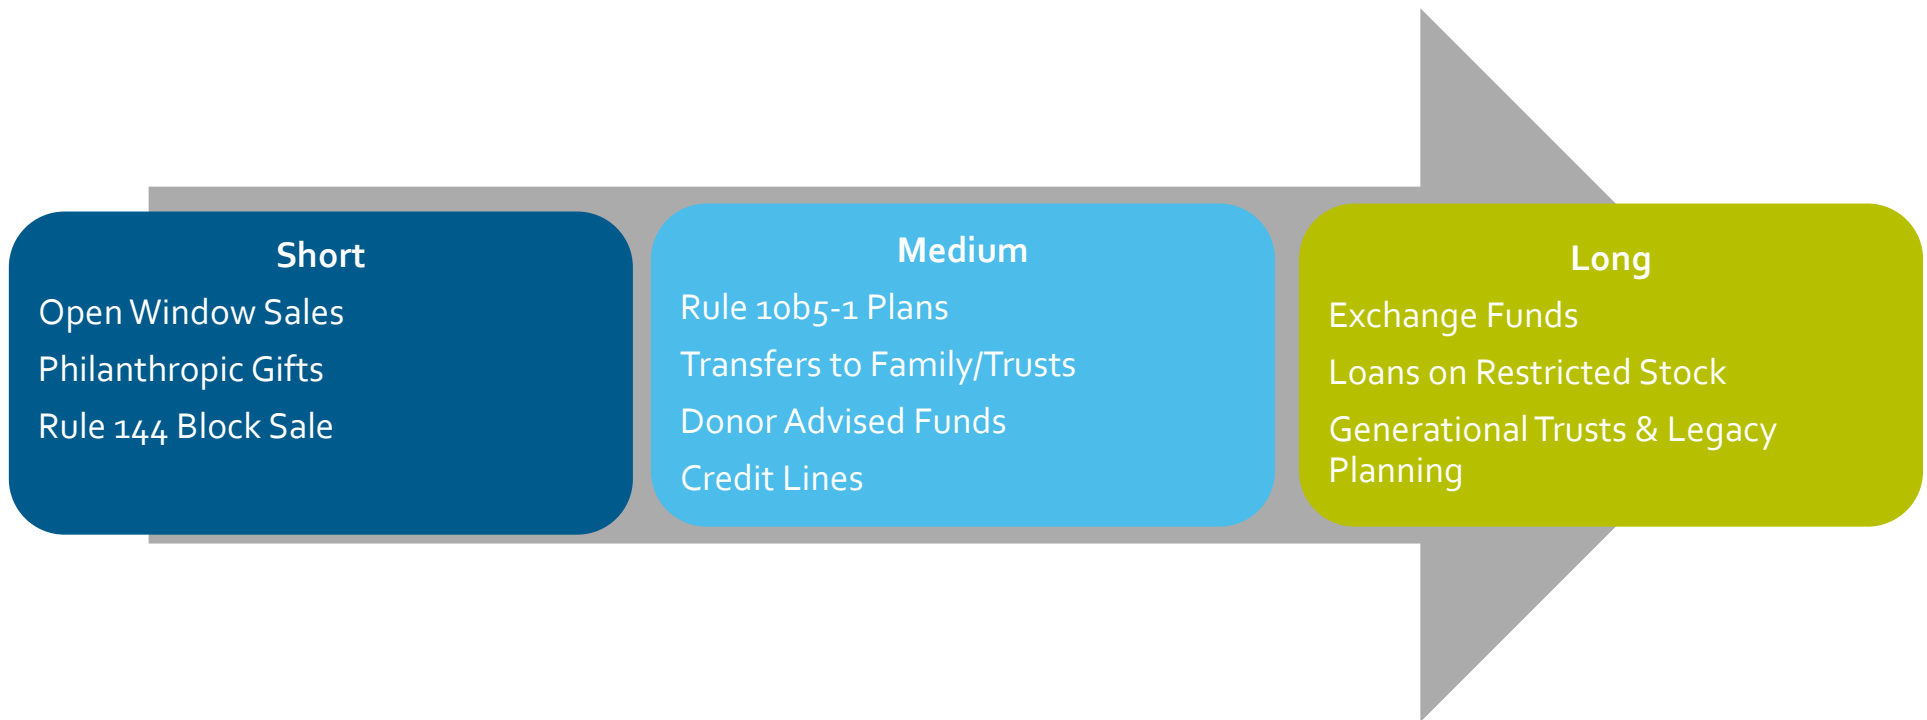 Short
Open Window Sales
Philanthropic Gifts
Rule 144 Block Sale
Medium
Rule 10b5-1 Plans
Transfers to Family/Trusts
Donor Advised Funds
Credit Lines
Long
Exchange Funds
Loans on Restricted Stock
Generational Trusts & Legacy
Planning